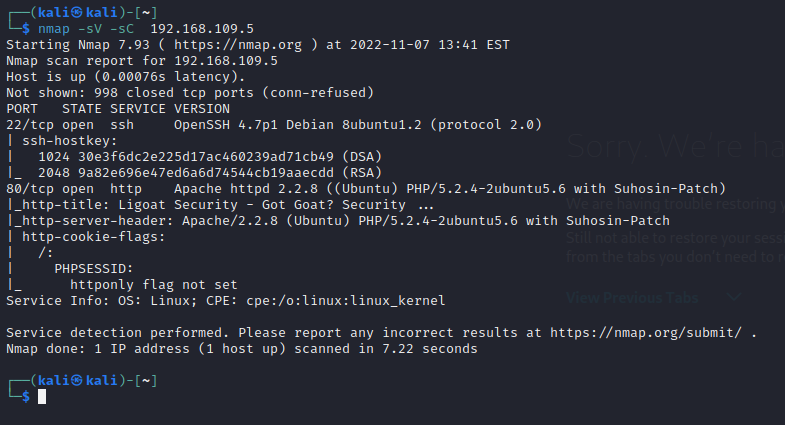 ┌──(kali㉿kali)-[~]
└─$ nmap -sV -sC  192.168.109.5
Starting Nmap 7.93 ( https://nmap.org ) at 2022-11-07 13:41 EST
Nmap scan report for 192.168.109.5
Host is up (0.00076s latency).
Not shown: 998 closed tcp ports (conn-refused)
PORT   STATE SERVICE VERSION
22/tcp open  ssh     OpenSSH 4.7p1 Debian 8ubuntu1.2 (protocol 2.0)
| ssh-hostkey:
|   1024 30e3f6dc2e225d17ac460239ad71cb49 (DSA)
|_  2048 9a82e696e47ed6a6d74544cb19aaecdd (RSA)
80/tcp open  http    Apache httpd 2.2.8 ((Ubuntu) PHP/5.2.4-2ubuntu5.6 with Suhosin-Patch)
|_http-title: Ligoat Security - Got Goat? Security ...
|_http-server-header: Apache/2.2.8 (Ubuntu) PHP/5.2.4-2ubuntu5.6 with Suhosin-Patch
| http-cookie-flags:
|   /:
|     PHPSESSID:
|_      httponly flag not set
Service Info: OS: Linux; CPE: cpe:/o:linux:linux_kernel
Service detection performed. Please report any incorrect results at https://nmap.org/submit/ .
Nmap done: 1 IP address (1 host up) scanned in 7.22 seconds
┌──(kali㉿kali)-[~]
└─$
Sorry. We're ha
We are having trouble restoring y
Still not able to restore your sess
from the tabs you don't need to r
View Previous Tabs